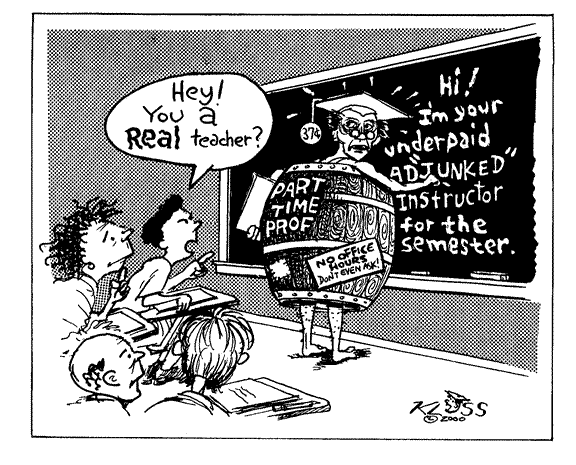 Hey!
You a
Real teacher?
37¢
Hi!
I'm your
underpaid
"ADJUNKED"
Instructor
for the
semester.
PART
TIME
PROF
NO OFFICE
HOURS
DON'T EVEN ASK!
KLOSS
©2000